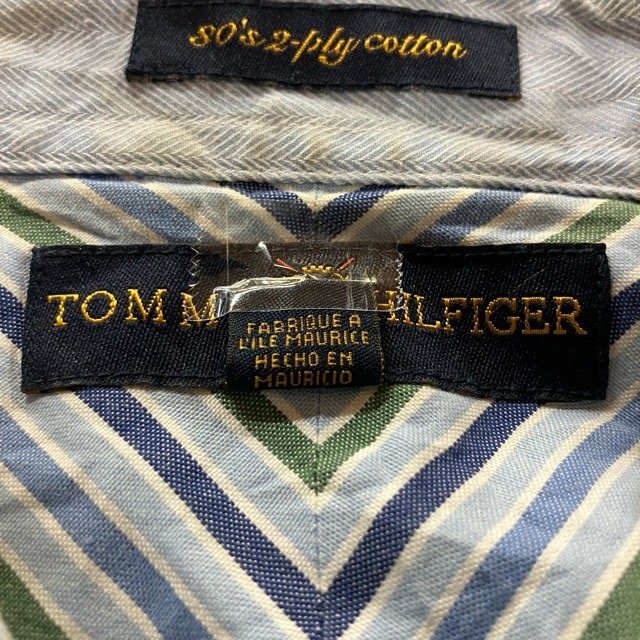 80's 2-ply cotton
TOMM HILFIGER
FABRIQUE A
L'ILE MAURICE
HECHO EN
MAURICIO